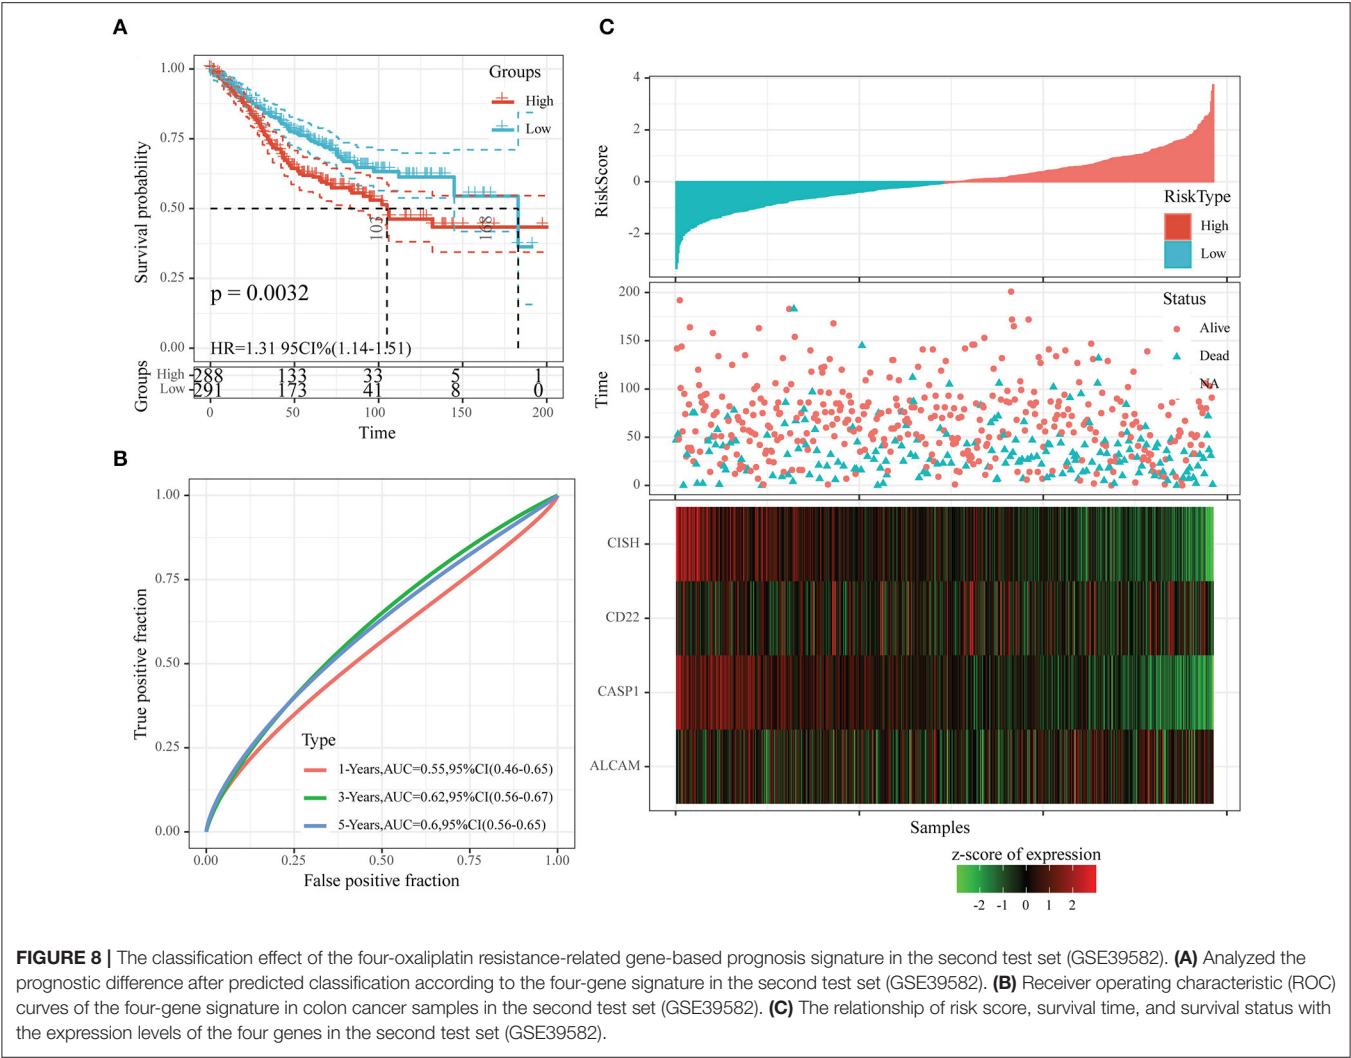 A
1.00
0.75
0.50
0.25
0.00
Survival probability
Groups
High
Low
103
168
p = 0.0032
HR=1.31 95CI%(1.14-1.51)
Groups
High 288 133 33 5 1
Low 291 173 41 8 0
0 50 100 150 200
Time
B
1.00
0.75
0.50
0.25
0.00
True positive fraction
Type
1-Years,AUC=0.55,95%CI(0.46-0.65)
3-Years,AUC=0.62,95%CI(0.56-0.67)
5-Years,AUC=0.6,95%CI(0.56-0.65)
0.00 0.25 0.50 0.75 1.00
False positive fraction
C
4
2
0
-2
RiskScore
RiskType
High
Low
200
150
100
50
0
Time
Status
Alive
Dead
NA
CISH
CD22
CASP1
ALCAM
Samples
z-score of expression
-2 -1 0 1 2
FIGURE 8 | The classification effect of the four-oxaliplatin resistance-related gene-based prognosis signature in the second test set (GSE39582). (A) Analyzed the
prognostic difference after predicted classification according to the four-gene signature in the second test set (GSE39582). (B) Receiver operating characteristic (ROC)
curves of the four-gene signature in colon cancer samples in the second test set (GSE39582). (C) The relationship of risk score, survival time, and survival status with
the expression levels of the four genes in the second test set (GSE39582).